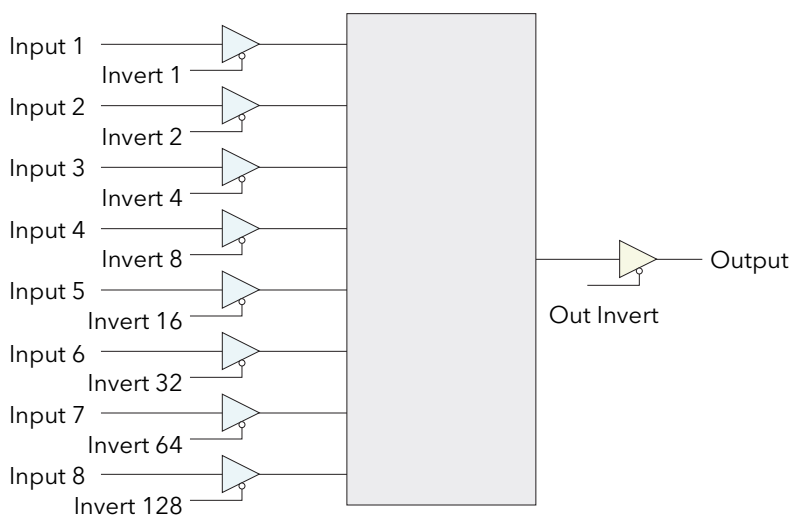 Input 1
Invert 1
Input 2
Invert 2
Input 3
Invert 4
Input 4
Invert 8
Input 5
Invert 16
Input 6
Invert 32
Input 7
Invert 64
Input 8
Invert 128
Output
Out Invert